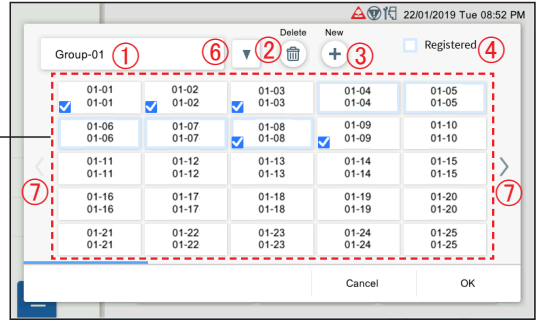 22/01/2019 Tue 08:52 PM
Delete New
Group-01 ① ⑥ ▼ ② + ③ Registered ④
01-01 01-02 01-03 01-04 01-05
01-01 01-02 01-03 01-04 01-05
01-06 01-07 01-08 01-09 01-10
01-06 01-07 01-08 01-09 01-10
01-11 01-12 01-13 01-14 01-15
01-11 01-12 01-13 01-14 01-15
⑦ ⑦
01-16 01-17 01-18 01-19 01-20
01-16 01-17 01-18 01-19 01-20
01-21 01-22 01-23 01-24 01-25
01-21 01-22 01-23 01-24 01-25
Cancel OK